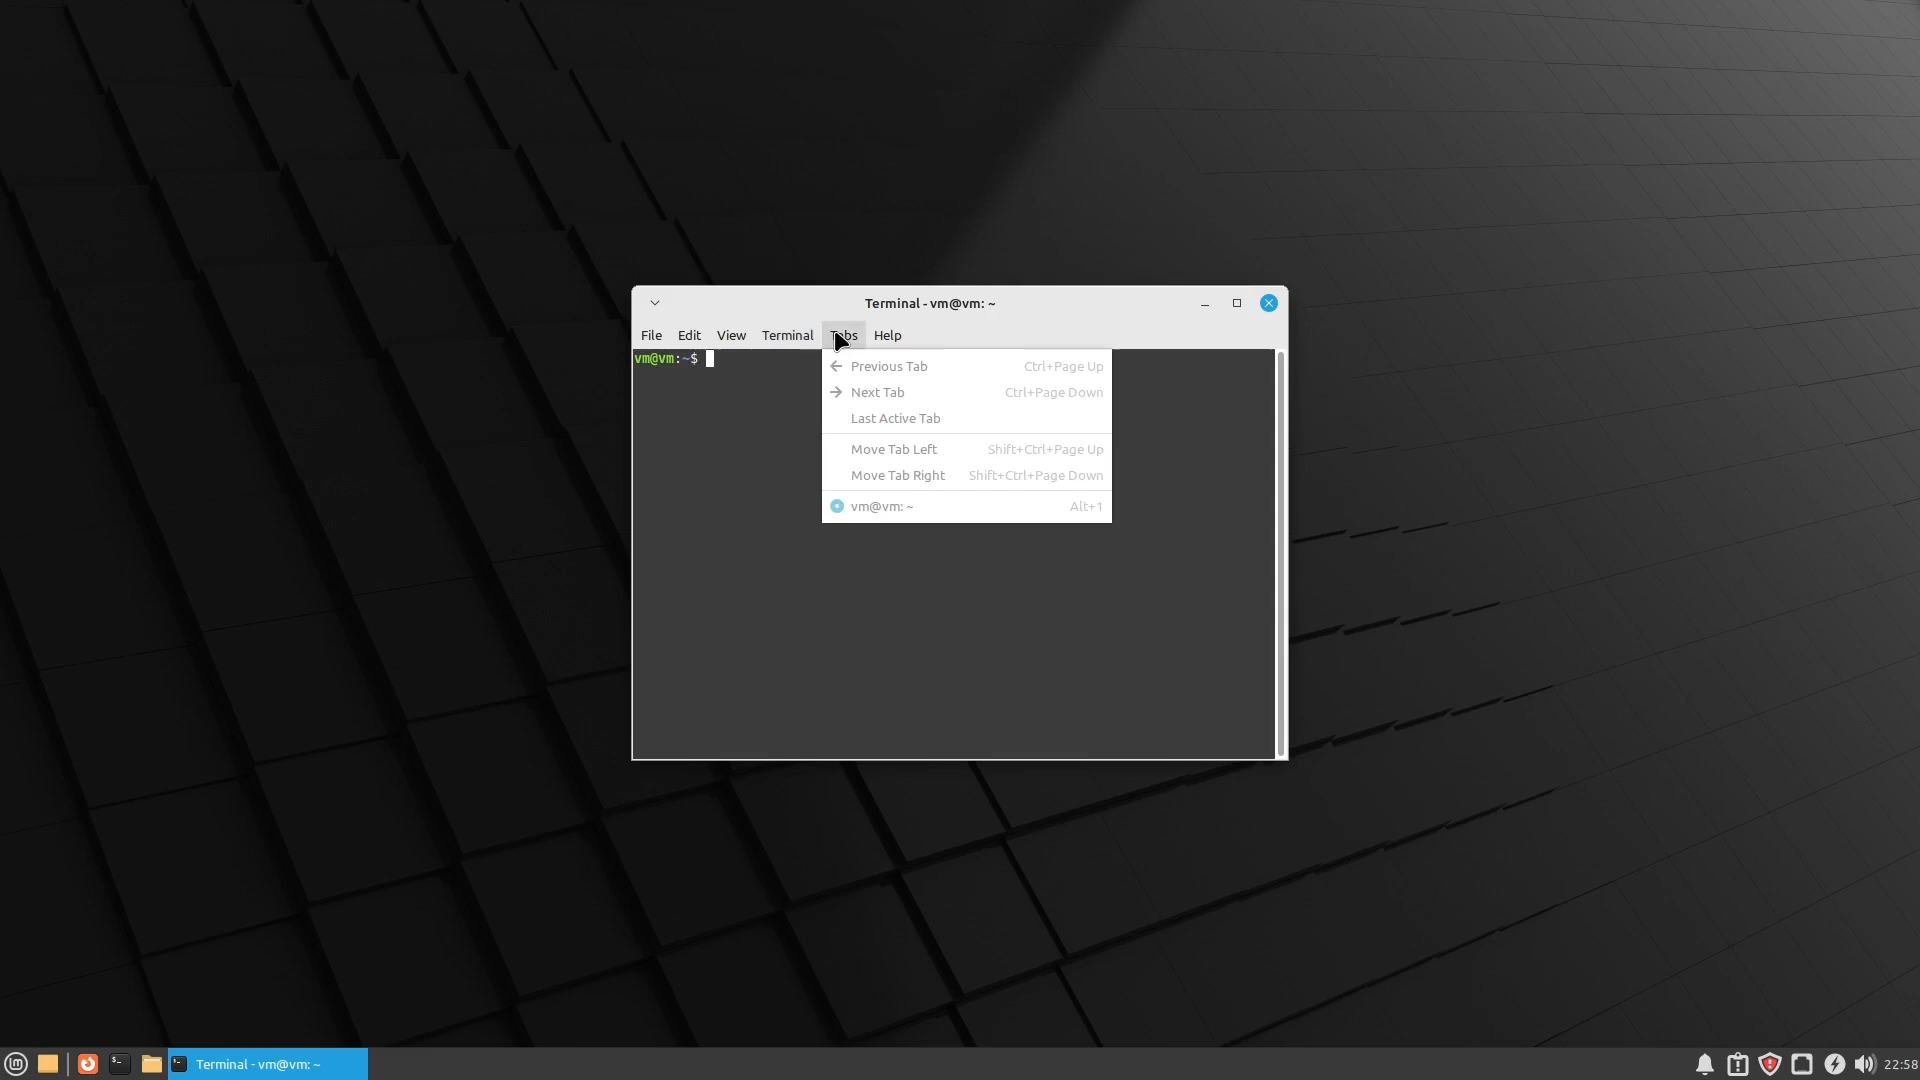 Terminal - vm@vm: ~
File Edit View Terminal Tabs Help
vm@vm:~$
Previous Tab Ctrl+Page Up
Next Tab Ctrl+Page Down
Last Active Tab
Move Tab Left Shift+Ctrl+Page Up
Move Tab Right Shift+Ctrl+Page Down
vm@vm: ~ Alt+1
Terminal - vm@vm: ~
22:58